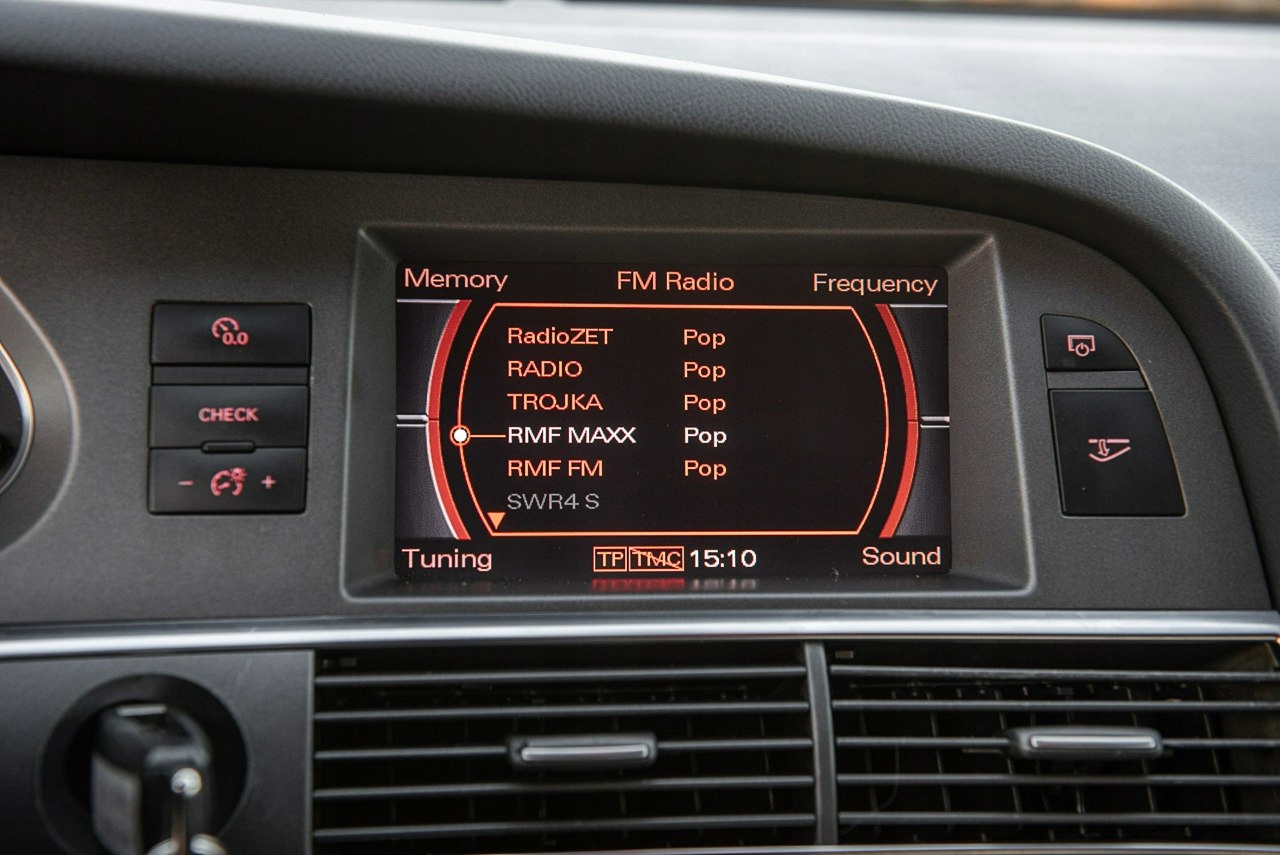 Memory FM Radio Frequency
RadioZET Pop
RADIO Pop
TROJKA Pop
RMF MAXX Pop
RMF FM Pop
SWR4 S
Tuning TP TMC 15:10 Sound
0.0
CHECK
- +